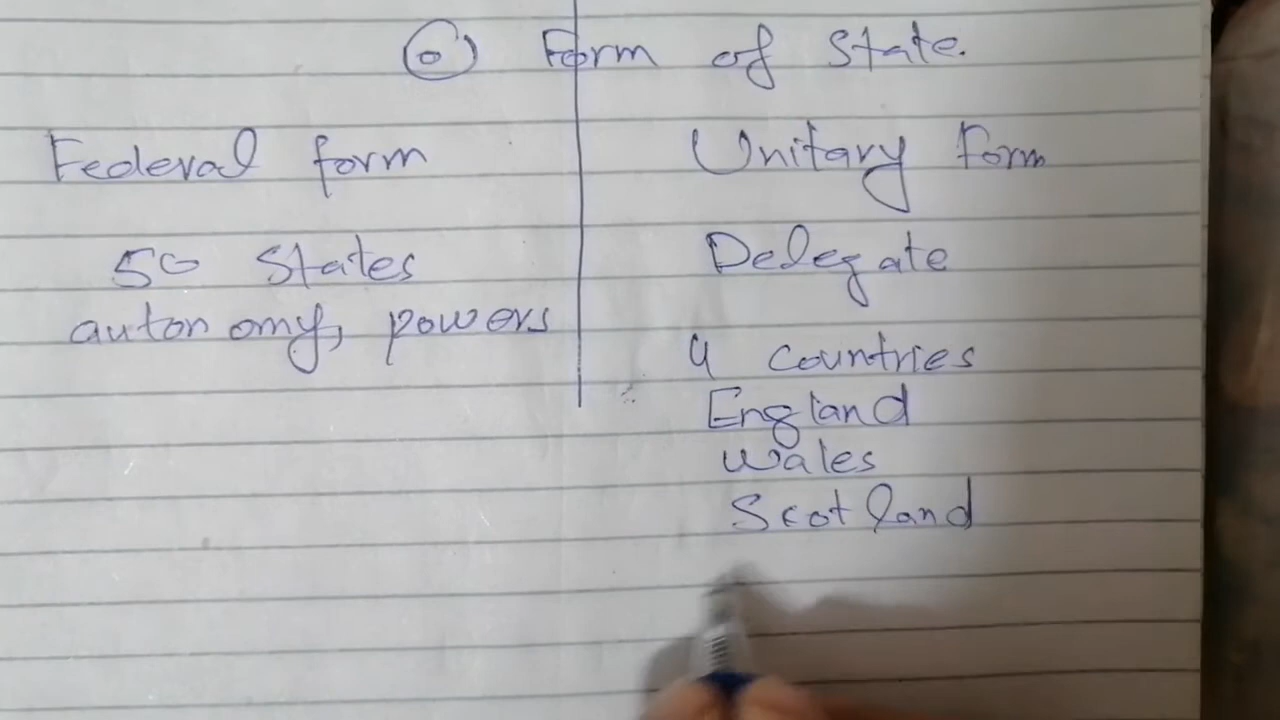 Form of State.
Federal form
50 States
autonomy, powers
Unitary Form
Delegate
4 countries
England
Wales
Scotland